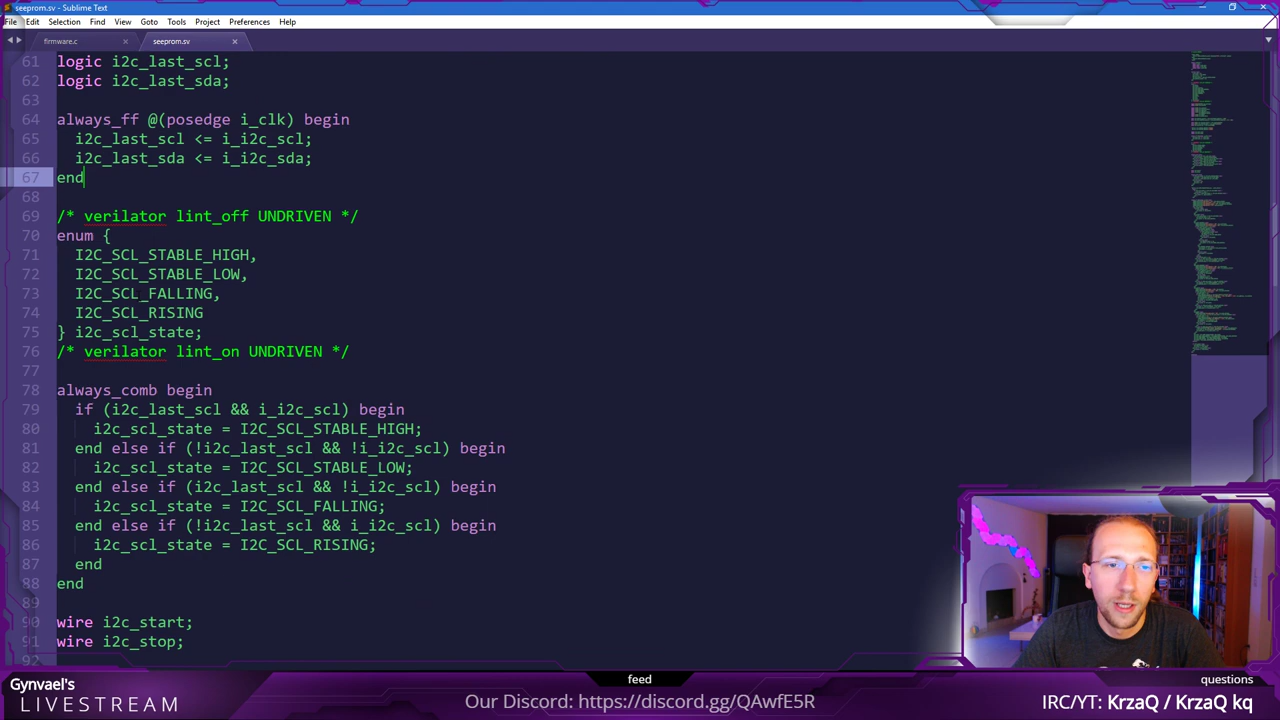 seeprom.sv - Sublime Text
File Edit Selection Find View Goto Tools Project Preferences Help
firmware.c × seeprom.sv ×
61 logic i2c_last_scl;
62 logic i2c_last_sda;
63
64 always_ff @(posedge i_clk) begin
65 i2c_last_scl <= i_i2c_scl;
66 i2c_last_sda <= i_i2c_sda;
67 end
68
69 /* verilator lint_off UNDRIVEN */
70 enum {
71 I2C_SCL_STABLE_HIGH,
72 I2C_SCL_STABLE_LOW,
73 I2C_SCL_FALLING,
74 I2C_SCL_RISING
75 } i2c_scl_state;
76 /* verilator lint_on UNDRIVEN */
77
78 always_comb begin
79 if (i2c_last_scl && i_i2c_scl) begin
80 i2c_scl_state = I2C_SCL_STABLE_HIGH;
81 end else if (!i2c_last_scl && !i_i2c_scl) begin
82 i2c_scl_state = I2C_SCL_STABLE_LOW;
83 end else if (i2c_last_scl && !i_i2c_scl) begin
84 i2c_scl_state = I2C_SCL_FALLING;
85 end else if (!i2c_last_scl && i_i2c_scl) begin
86 i2c_scl_state = I2C_SCL_RISING;
87 end
88 end
89
90 wire i2c_start;
91 wire i2c_stop;
92
Gynvael's
LIVESTREAM
feed
Our Discord: https://discord.gg/QAwfE5R
questions
IRC/YT: KrzaQ / KrzaQ kq